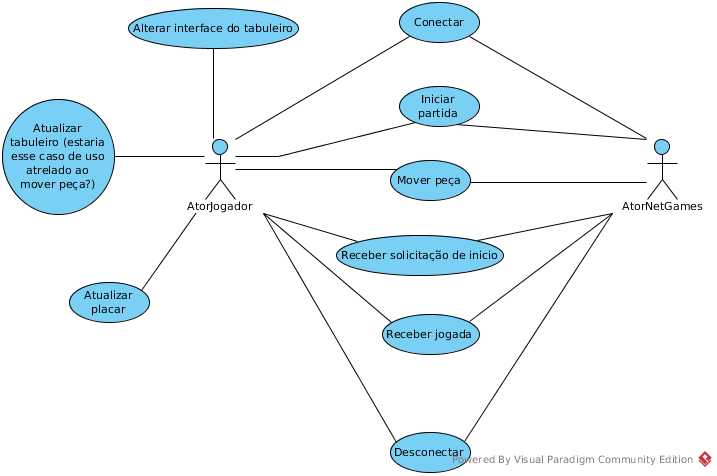 Alterar interface do tabuleiro
Conectar
Iniciar
partida
Atualizar
tabuleiro (estaria
esse caso de uso
atrelado ao
mover peça?)
Mover peça
AtorJogador
AtorNetGames
Receber solicitação de inicio
Atualizar
placar
Receber jogada
Desconectar
Powered By Visual Paradigm Community Edition